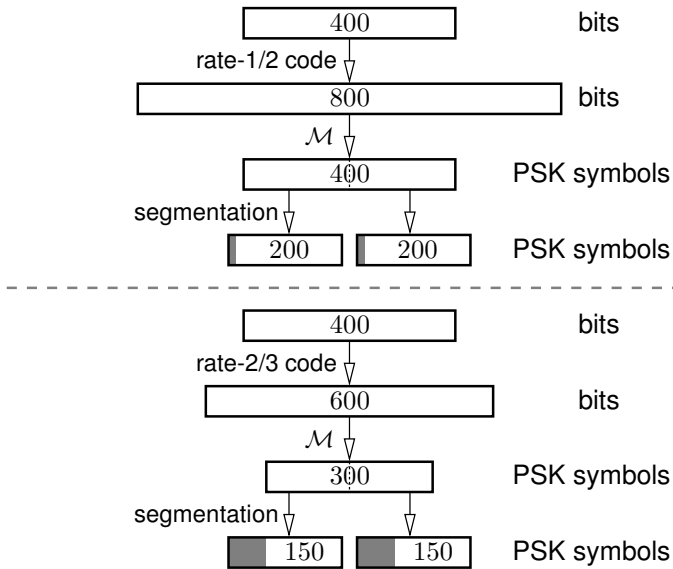 400 bits
rate-1/2 code
800 bits
ℳ
400 PSK symbols
segmentation
200 200 PSK symbols
400 bits
rate-2/3 code
600 bits
ℳ
300 PSK symbols
segmentation
150 150 PSK symbols